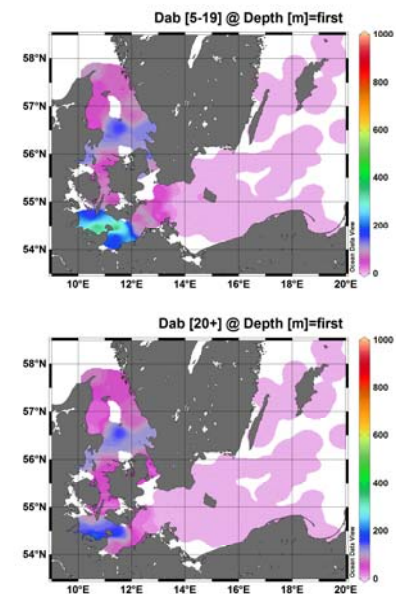 Dab [5-19] @ Depth [m]=first
58°N
57°N
56°N
55°N
54°N
10°E
12°E
14°E
16°E
18°E
20°E
1000
800
600
400
200
0
Ocean Data View
Dab [20+] @ Depth [m]=first
58°N
57°N
56°N
55°N
54°N
10°E
12°E
14°E
16°E
18°E
20°E
1000
800
600
400
200
0
Ocean Data View